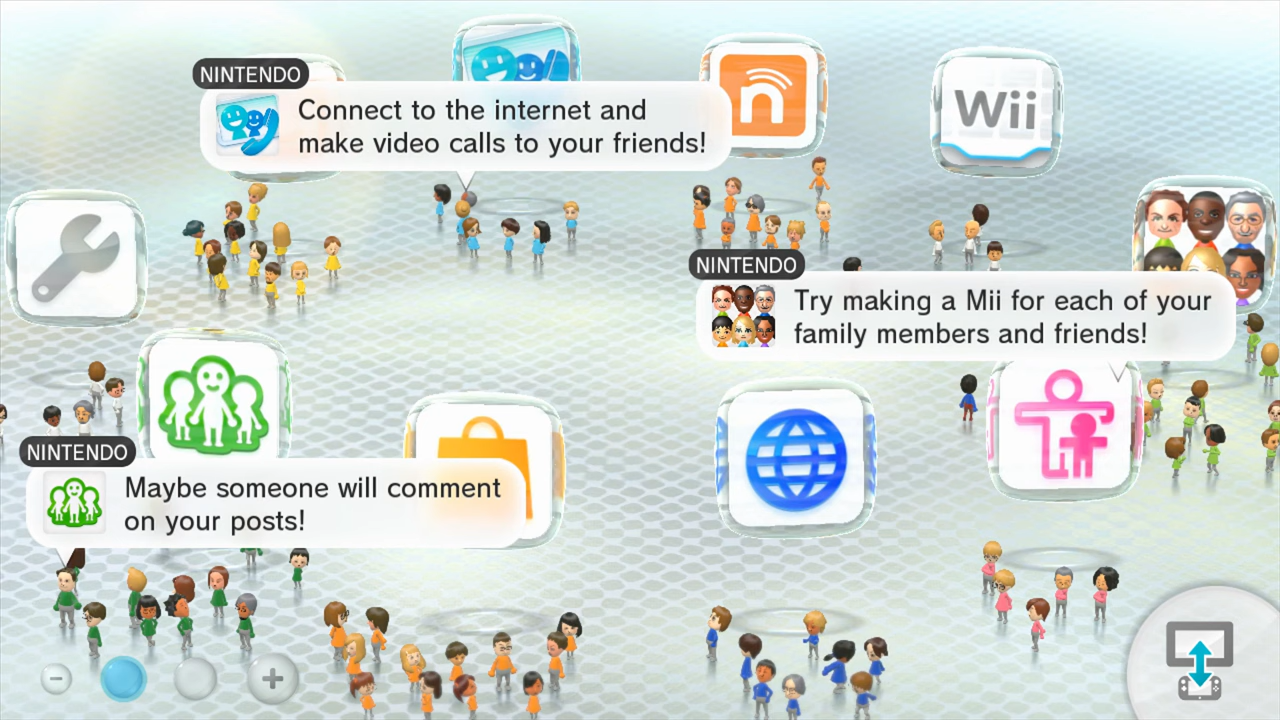 NINTENDO
Connect to the internet and
make video calls to your friends!
n
Wii
NINTENDO
Try making a Mii for each of your
family members and friends!
NINTENDO
Maybe someone will comment
on your posts!